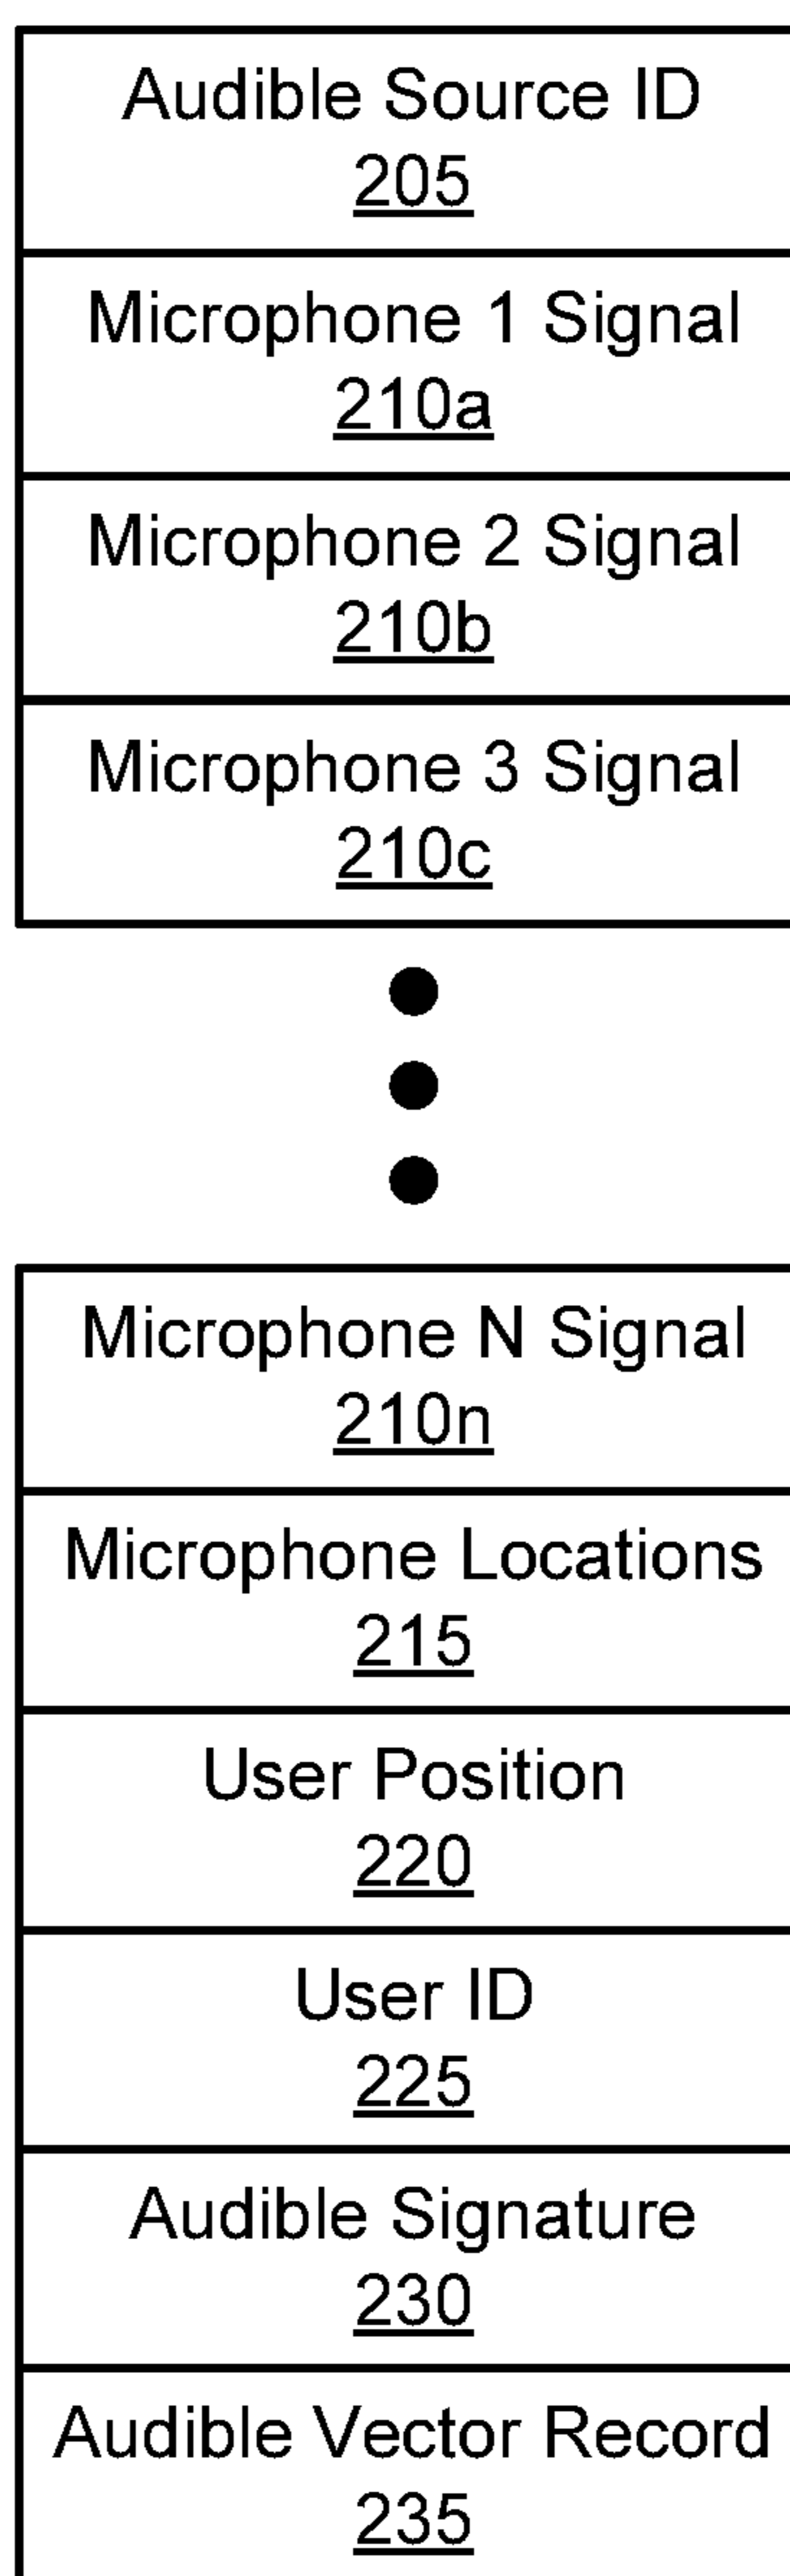 Audible Source ID
205
Microphone 1 Signal
210a
Microphone 2 Signal
210b
Microphone 3 Signal
210c
Microphone N Signal
210n
Microphone Locations
215
User Position
220
User ID
225
Audible Signature
230
Audible Vector Record
235